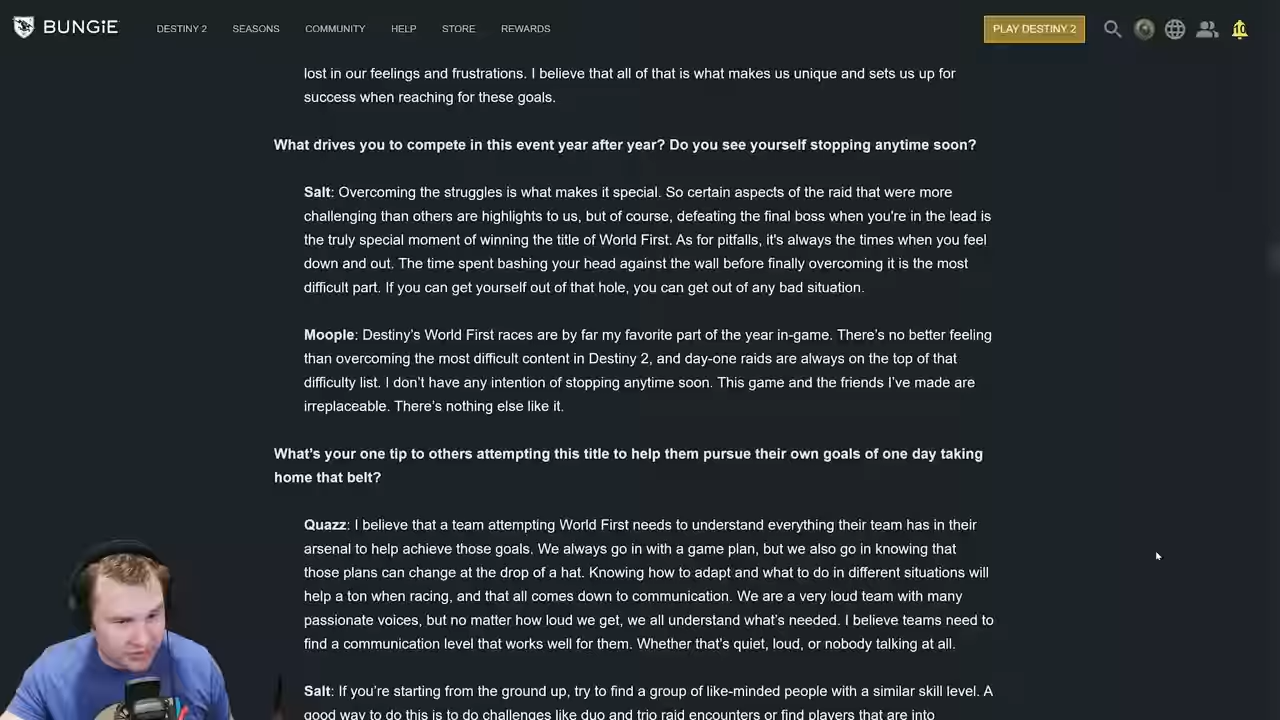 BUNGiE
DESTINY 2
SEASONS
COMMUNITY
HELP
STORE
REWARDS
PLAY DESTINY 2
10
lost in our feelings and frustrations. I believe that all of that is what makes us unique and sets us up for
success when reaching for these goals.
What drives you to compete in this event year after year? Do you see yourself stopping anytime soon?
Salt: Overcoming the struggles is what makes it special. So certain aspects of the raid that were more
challenging than others are highlights to us, but of course, defeating the final boss when you're in the lead is
the truly special moment of winning the title of World First. As for pitfalls, it's always the times when you feel
down and out. The time spent bashing your head against the wall before finally overcoming it is the most
difficult part. If you can get yourself out of that hole, you can get out of any bad situation.
Moople: Destiny’s World First races are by far my favorite part of the year in-game. There’s no better feeling
than overcoming the most difficult content in Destiny 2, and day-one raids are always on the top of that
difficulty list. I don’t have any intention of stopping anytime soon. This game and the friends I’ve made are
irreplaceable. There’s nothing else like it.
What’s your one tip to others attempting this title to help them pursue their own goals of one day taking
home that belt?
Quazz: I believe that a team attempting World First needs to understand everything their team has in their
arsenal to help achieve those goals. We always go in with a game plan, but we also go in knowing that
those plans can change at the drop of a hat. Knowing how to adapt and what to do in different situations will
help a ton when racing, and that all comes down to communication. We are a very loud team with many
passionate voices, but no matter how loud we get, we all understand what’s needed. I believe teams need to
find a communication level that works well for them. Whether that’s quiet, loud, or nobody talking at all.
Salt: If you’re starting from the ground up, try to find a group of like-minded people with a similar skill level. A
good way to do this is to do challenges like duo and trio raid encounters or find players that are into